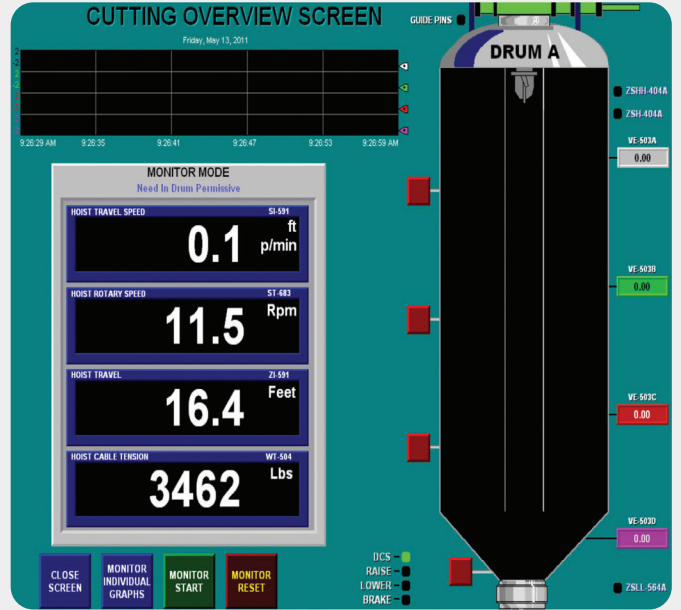 CUTTING OVERVIEW SCREEN
Friday, May 13, 2011
9:26:29 AM 9:26:35 9:26:41 9:26:47 9:26:53 9:26:59 AM
MONITOR MODE
Need In Drum Permissive
HOIST TRAVEL SPEED SI-591
0.1 ft p/min
HOIST ROTARY SPEED ST-683
11.5 Rpm
HOIST TRAVEL ZI-591
16.4 Feet
HOIST CABLE TENSION WT-504
3462 Lbs
CLOSE SCREEN
MONITOR INDIVIDUAL GRAPHS
MONITOR START
MONITOR RESET
GUIDE PINS
DRUM A
ZSHH-404A
ZSH-404A
VE-503A
0.00
VE-503B
0.00
VE-503C
0.00
VE-503D
0.00
ZSLL-564A
DCS
RAISE
LOWER
BRAKE